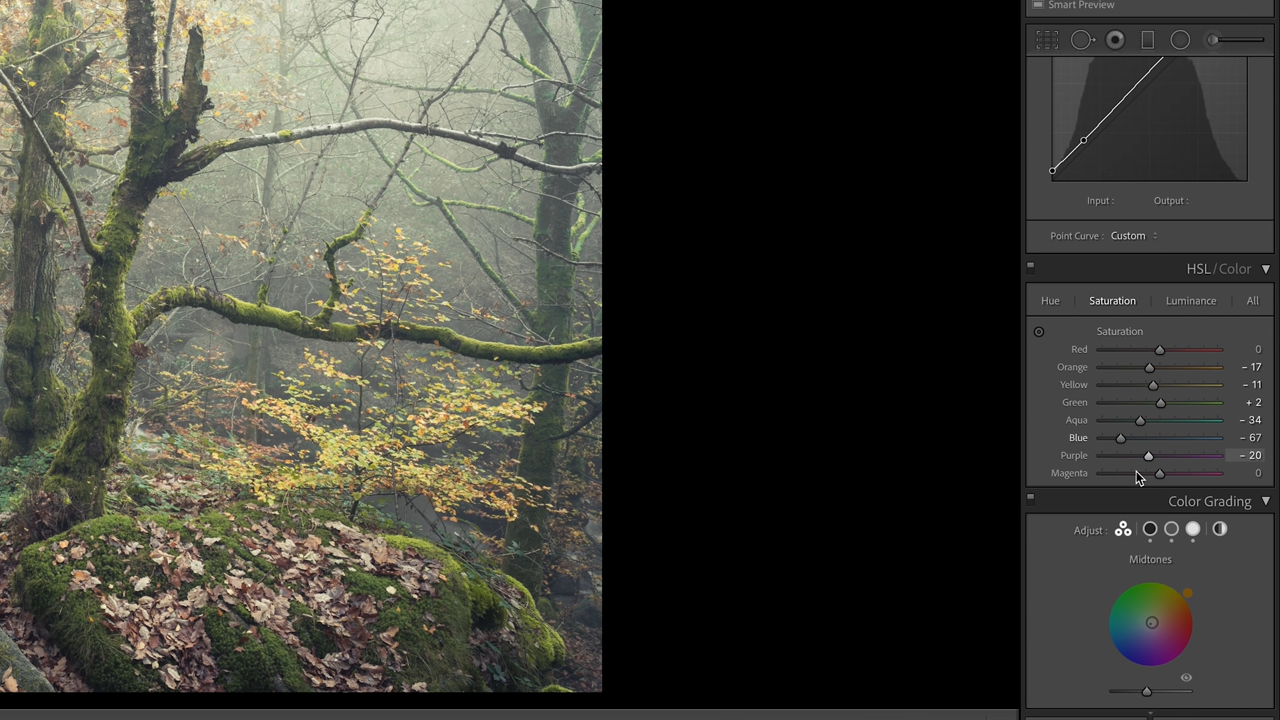 Smart Preview
Input :
Output :
Point Curve : Custom
HSL / Color
Hue | Saturation | Luminance | All
Saturation
Red 0
Orange - 17
Yellow - 11
Green + 2
Aqua - 34
Blue - 67
Purple - 20
Magenta 0
Color Grading
Adjust :
Midtones